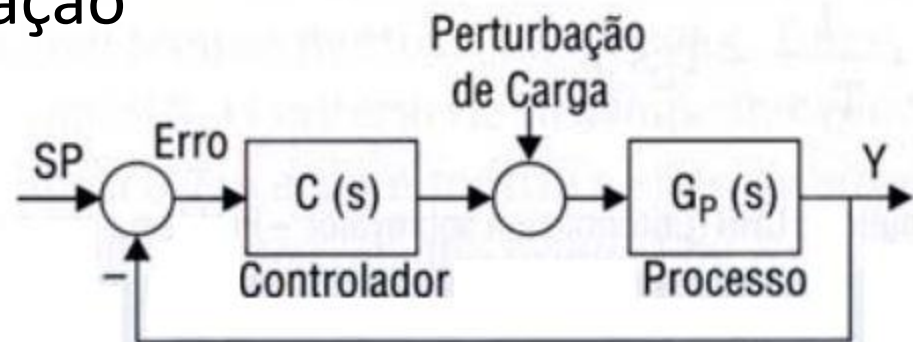 ação
Perturbação
de Carga
SP
Erro
C (s)
G_P (s)
Y
–
Controlador
Processo